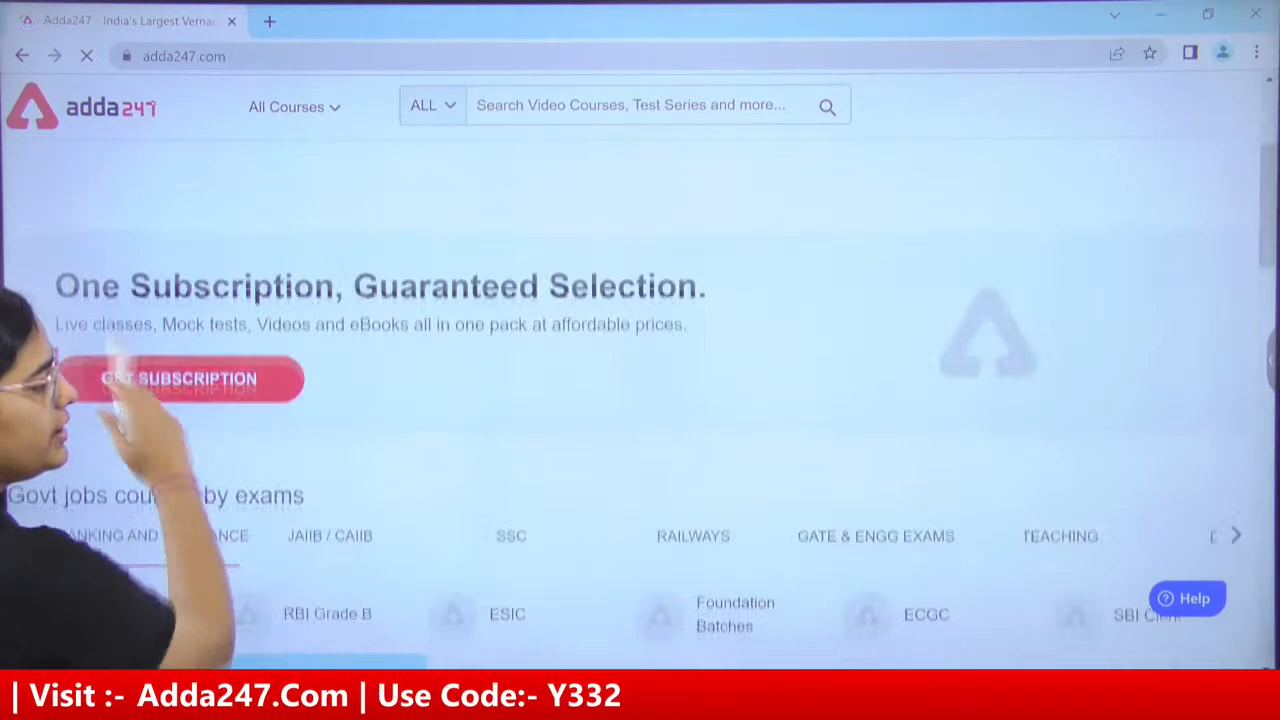 Adda247 - India's Largest Verna
adda247.com
adda247
All Courses
ALL
Search Video Courses, Test Series and more...
One Subscription, Guaranteed Selection.
Live classes, Mock tests, Videos and eBooks all in one pack at affordable prices.
GET SUBSCRIPTION
Govt jobs by exams
AND JAIIB / CAIIB SSC RAILWAYS GATE & ENGG EXAMS TEACHING
RBI Grade B ESIC Foundation Batches ECGC SBI
Help
| Visit :- Adda247.Com | Use Code:- Y332